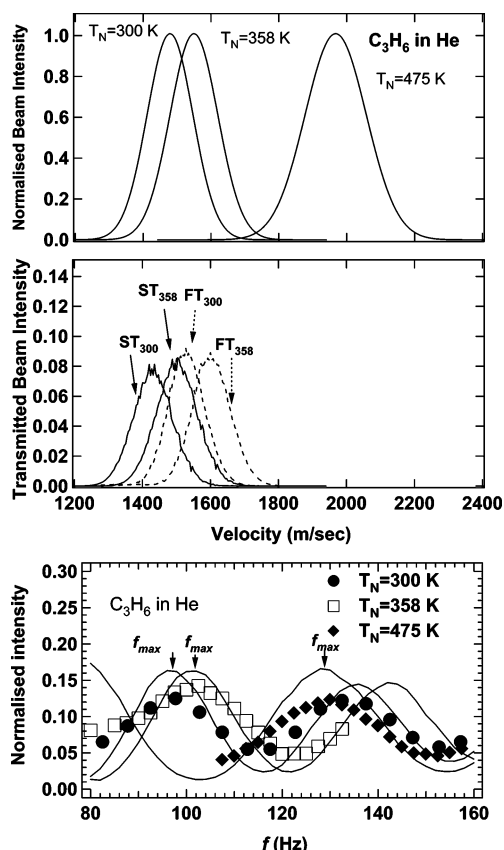 T_N=300 K
T_N=358 K
C₃H₆ in He
T_N=475 K
Normalised Beam Intensity
1.0
0.8
0.6
0.4
0.2
0.0
Transmitted Beam Intensity
0.14
0.12
0.10
0.08
0.06
0.04
0.02
0.00
ST₃₅₈
FT₃₀₀
ST₃₀₀
FT₃₅₈
1200 1400 1600 1800 2000 2200 2400
Velocity (m/sec)
Normalised intensity
0.30
0.25
0.20
0.15
0.10
0.05
0.00
C₃H₆ in He
T_N=300 K
T_N=358 K
T_N=475 K
f_max f_max f_max
80 100 120 140 160
f (Hz)